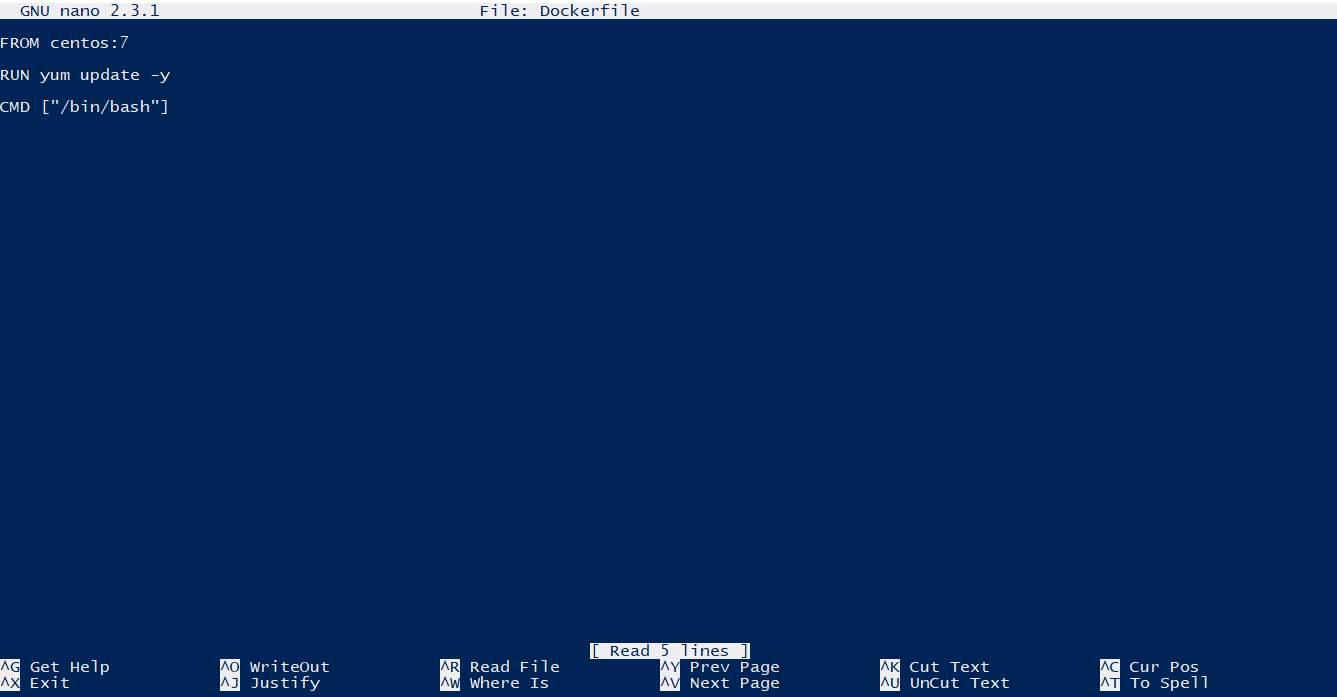 GNU nano 2.3.1 File: Dockerfile
FROM centos:7
RUN yum update -y
CMD ["/bin/bash"]
[ Read 5 lines ]
^G Get Help ^O WriteOut ^R Read File ^Y Prev Page ^K Cut Text ^C Cur Pos
^X Exit ^J Justify ^W Where Is ^V Next Page ^U UnCut Text ^T To Spell